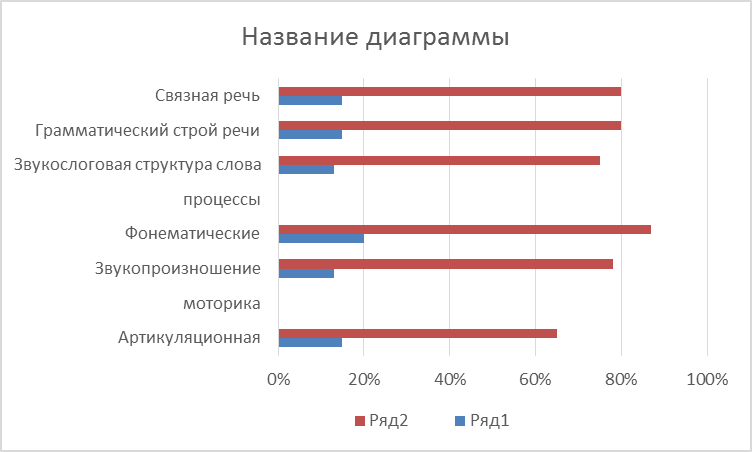 Название диаграммы
Связная речь
Грамматический строй речи
Звукослоговая структура слова
процессы
Фонематические
Звукопроизношение
моторика
Артикуляционная
0% 20% 40% 60% 80% 100%
Ряд2 Ряд1